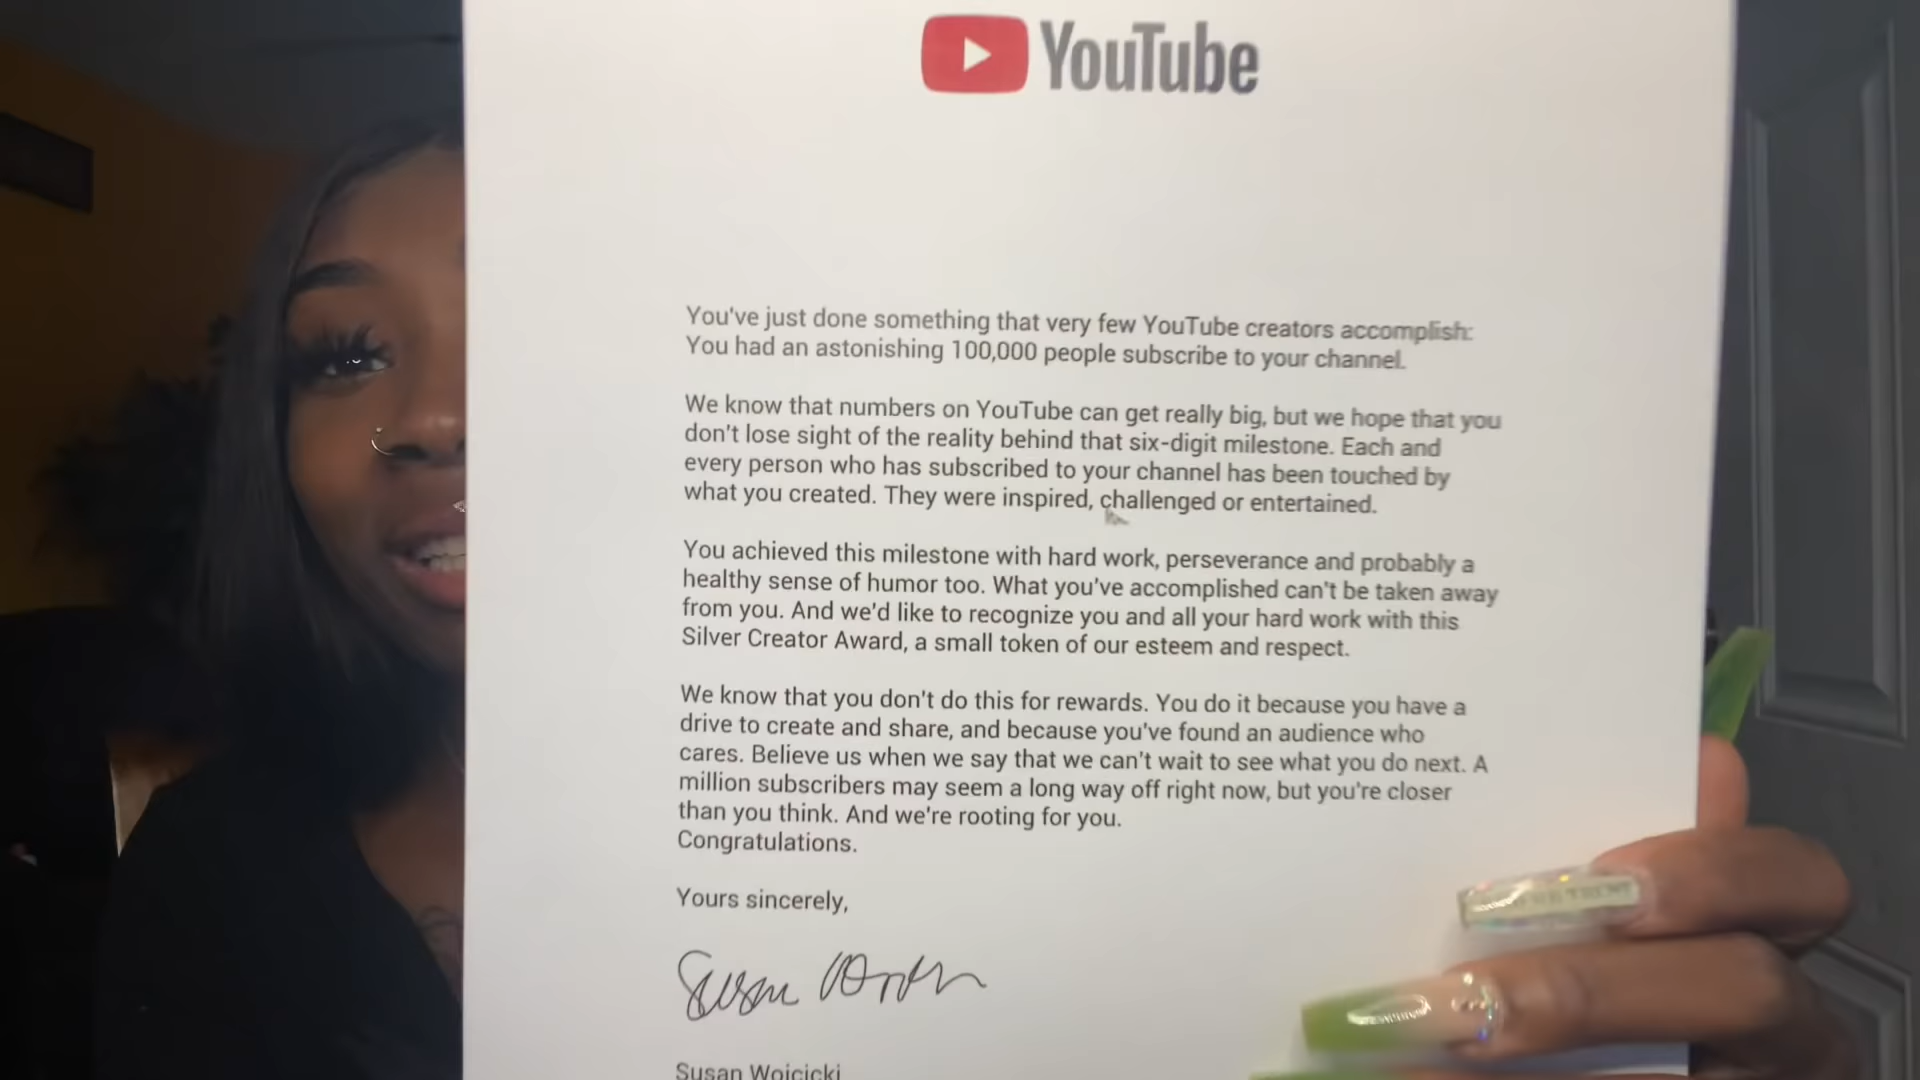 YouTube
You've just done something that very few YouTube creators accomplish:
You had an astonishing 100,000 people subscribe to your channel.
We know that numbers on YouTube can get really big, but we hope that you
don't lose sight of the reality behind that six-digit milestone. Each and
every person who has subscribed to your channel has been touched by
what you created. They were inspired, challenged or entertained.
You achieved this milestone with hard work, perseverance and probably a
healthy sense of humor too. What you've accomplished can't be taken away
from you. And we'd like to recognize you and all your hard work with this
Silver Creator Award, a small token of our esteem and respect.
We know that you don't do this for rewards. You do it because you have a
drive to create and share, and because you've found an audience who
cares. Believe us when we say that we can't wait to see what you do next. A
million subscribers may seem a long way off right now, but you're closer
than you think. And we're rooting for you.
Congratulations.
Yours sincerely,
Susan
Susan Wojcicki